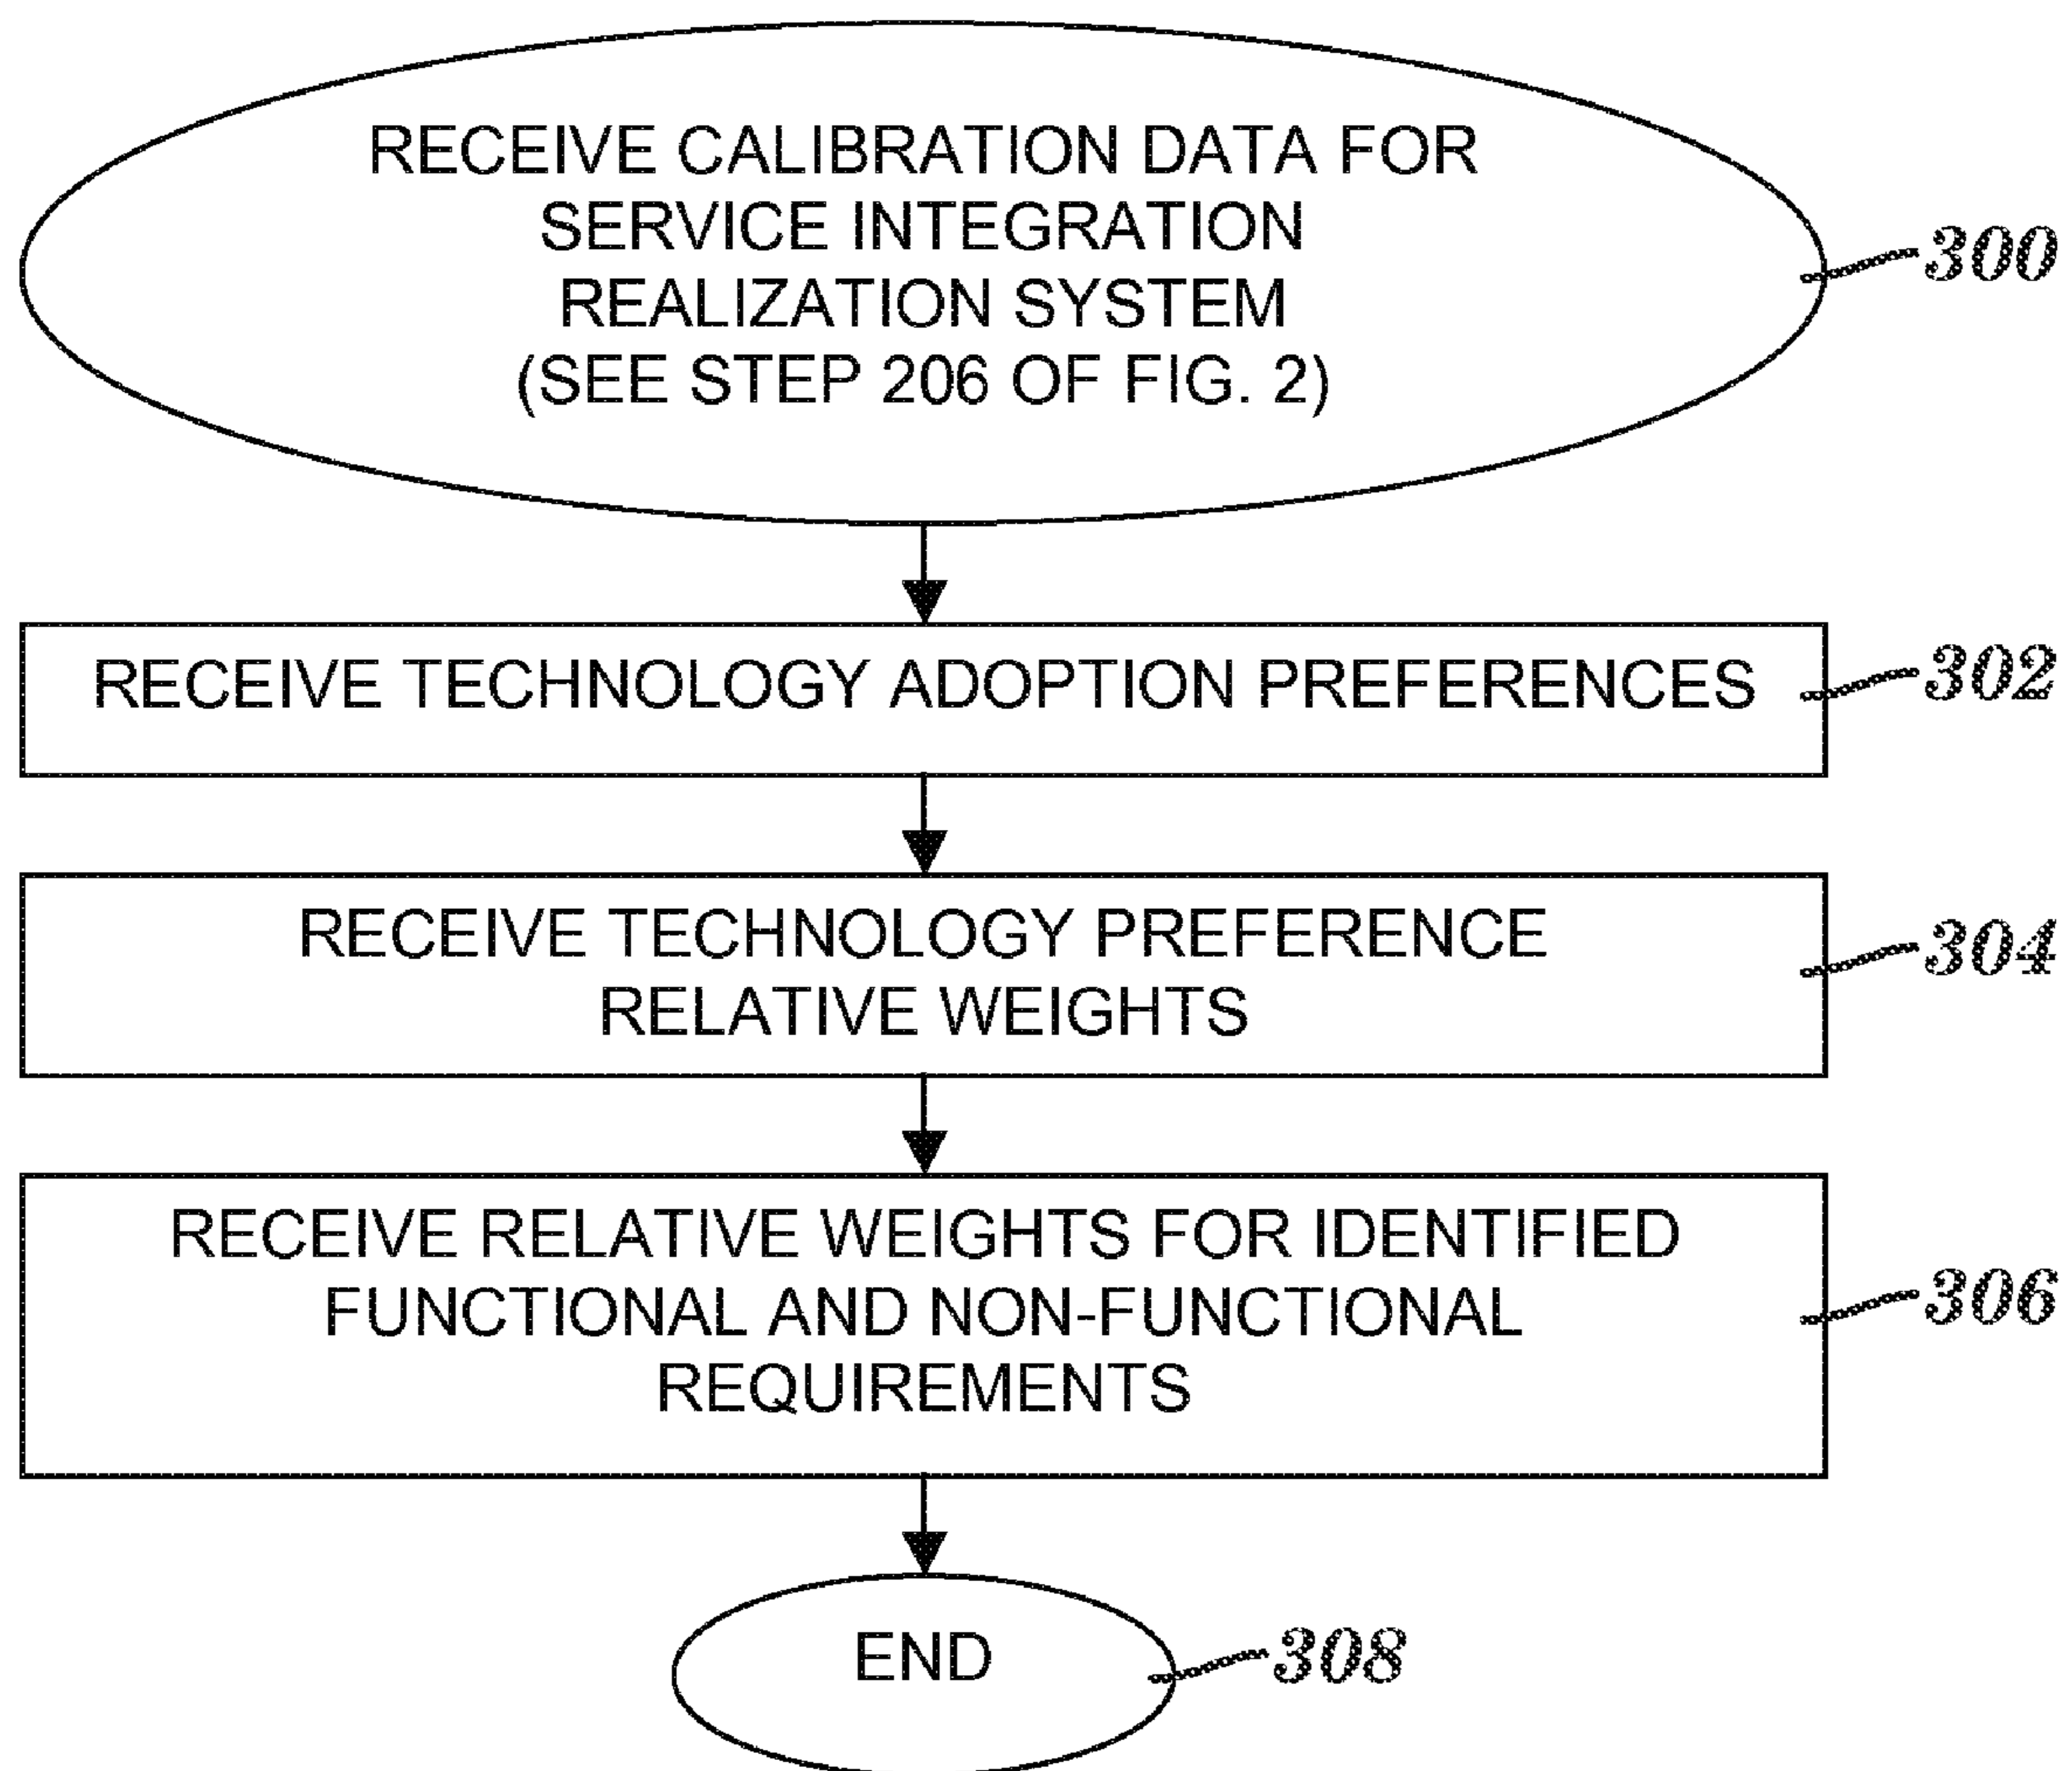 RECEIVE CALIBRATION DATA FOR
SERVICE INTEGRATION
REALIZATION SYSTEM
(SEE STEP 206 OF FIG. 2)
300
RECEIVE TECHNOLOGY ADOPTION PREFERENCES
302
RECEIVE TECHNOLOGY PREFERENCE
RELATIVE WEIGHTS
304
RECEIVE RELATIVE WEIGHTS FOR IDENTIFIED
FUNCTIONAL AND NON-FUNCTIONAL
REQUIREMENTS
306
END
308